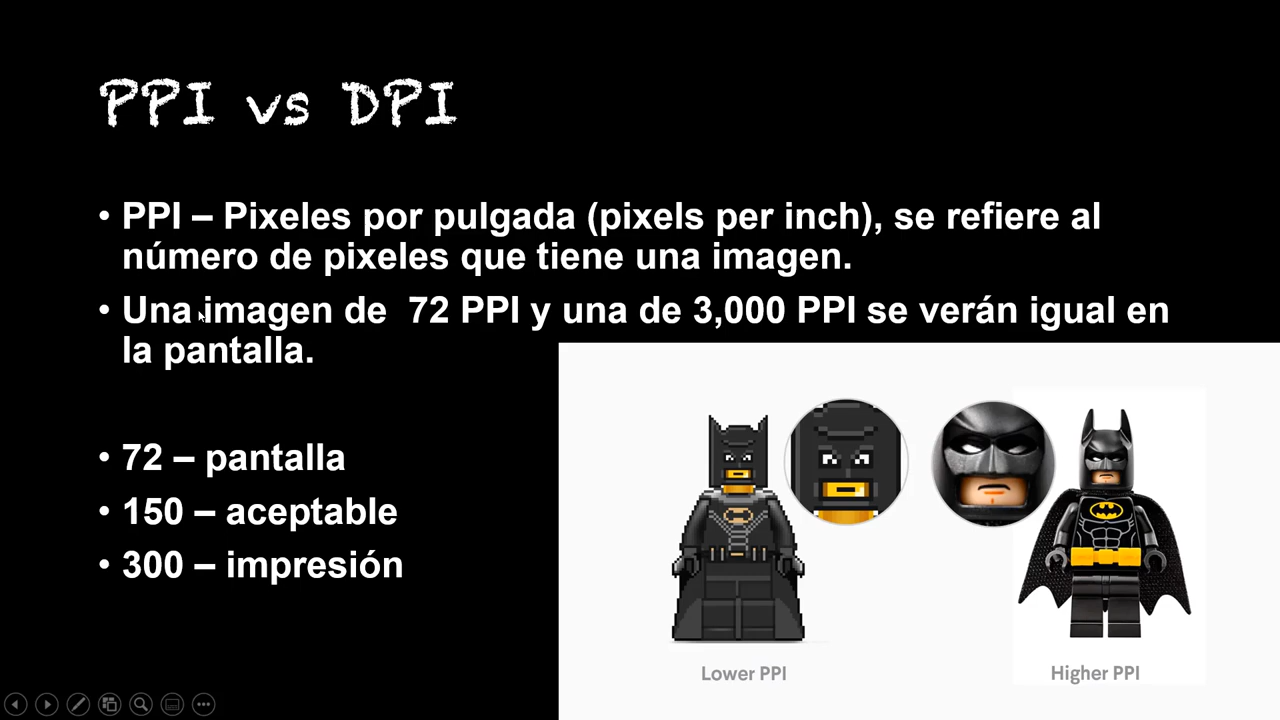 PPI vs DPI
• PPI – Pixeles por pulgada (pixels per inch), se refiere al
número de pixeles que tiene una imagen.
• Una imagen de  72 PPI y una de 3,000 PPI se verán igual en
la pantalla.
• 72 – pantalla
• 150 – aceptable
• 300 – impresión
Lower PPI
Higher PPI